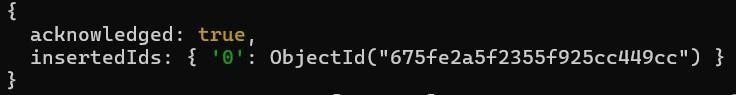 {
acknowledged: true,
insertedIds: { '0': ObjectId("675fe2a5f2355f925cc449cc") }
}